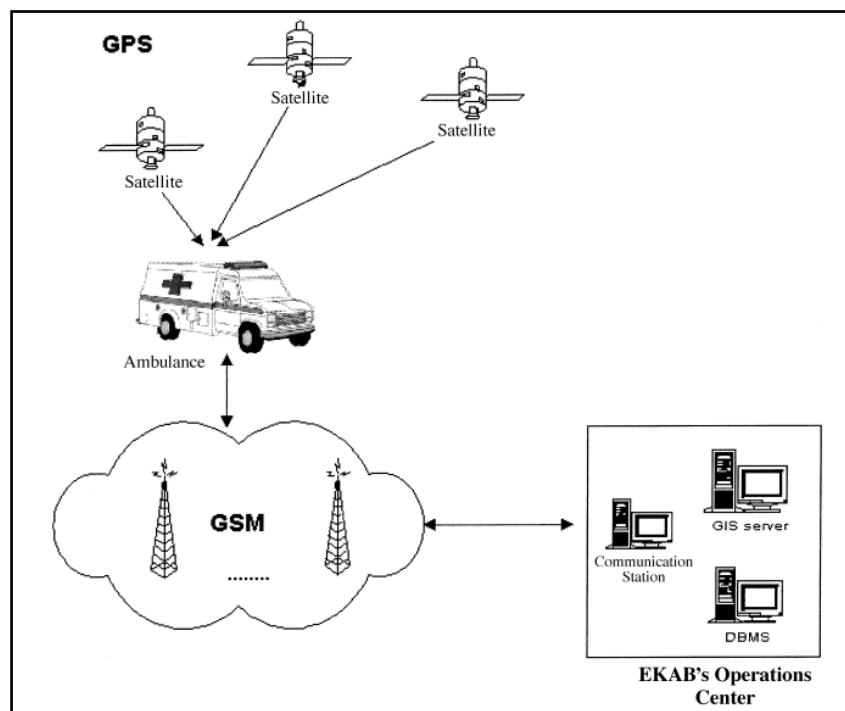 GPS
Satellite
Satellite
Satellite
Ambulance
GSM
........
GIS server
Communication
Station
DBMS
EKAB's Operations
Center